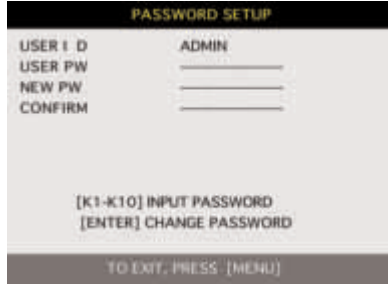 PASSWORD SETUP
USER I D ADMIN
USER PW
NEW PW
CONFIRM
[K1-K10] INPUT PASSWORD
[ENTER] CHANGE PASSWORD
TO EXIT, PRESS [MENU]